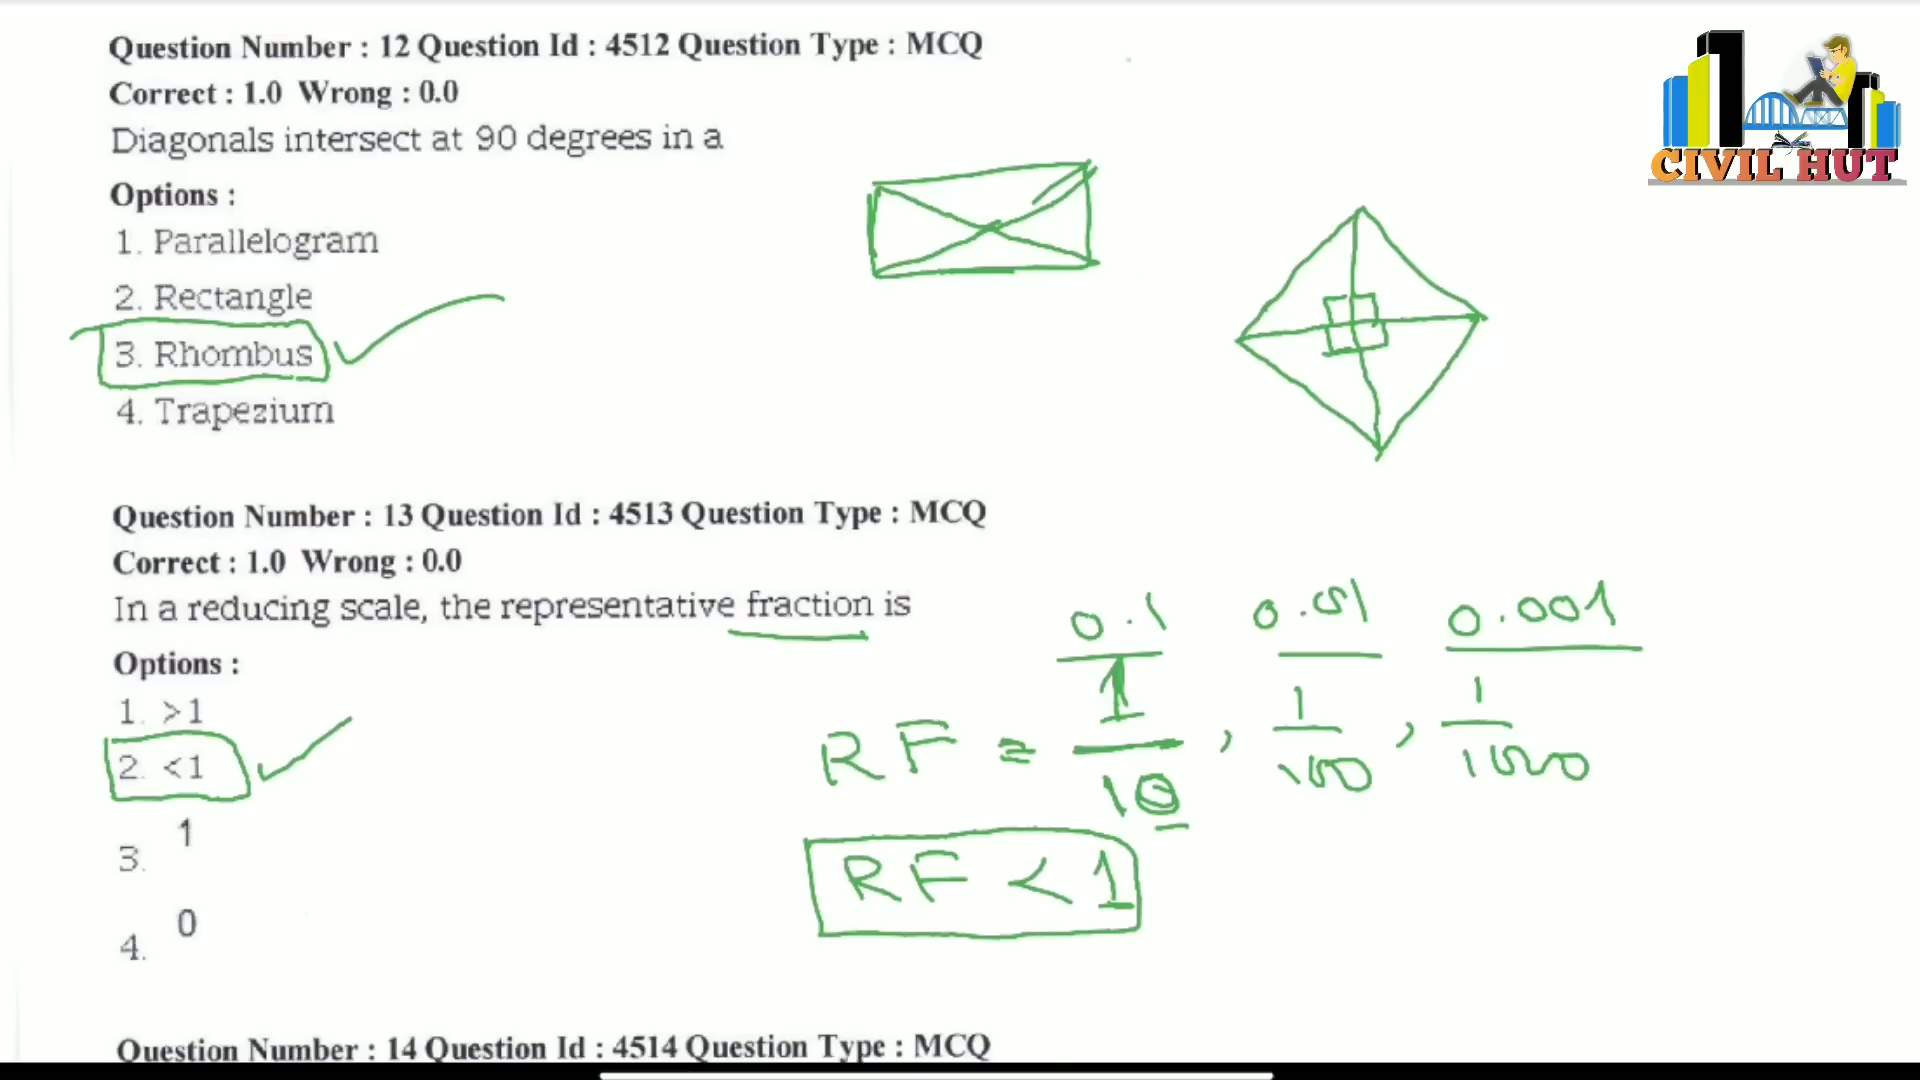 Question Number : 12 Question Id : 4512 Question Type : MCQ
Correct : 1.0 Wrong : 0.0
Diagonals intersect at 90 degrees in a
Options :
1. Parallelogram
2. Rectangle
3. Rhombus
4. Trapezium
CIVIL HUT
Question Number : 13 Question Id : 4513 Question Type : MCQ
Correct : 1.0 Wrong : 0.0
In a reducing scale, the representative fraction is
Options :
1. >1
2. <1
3. 1
4. 0
0.1 0.01 0.001
RF = 1/10 , 1/100 , 1/1000
RF < 1
Question Number : 14 Question Id : 4514 Question Type : MCQ